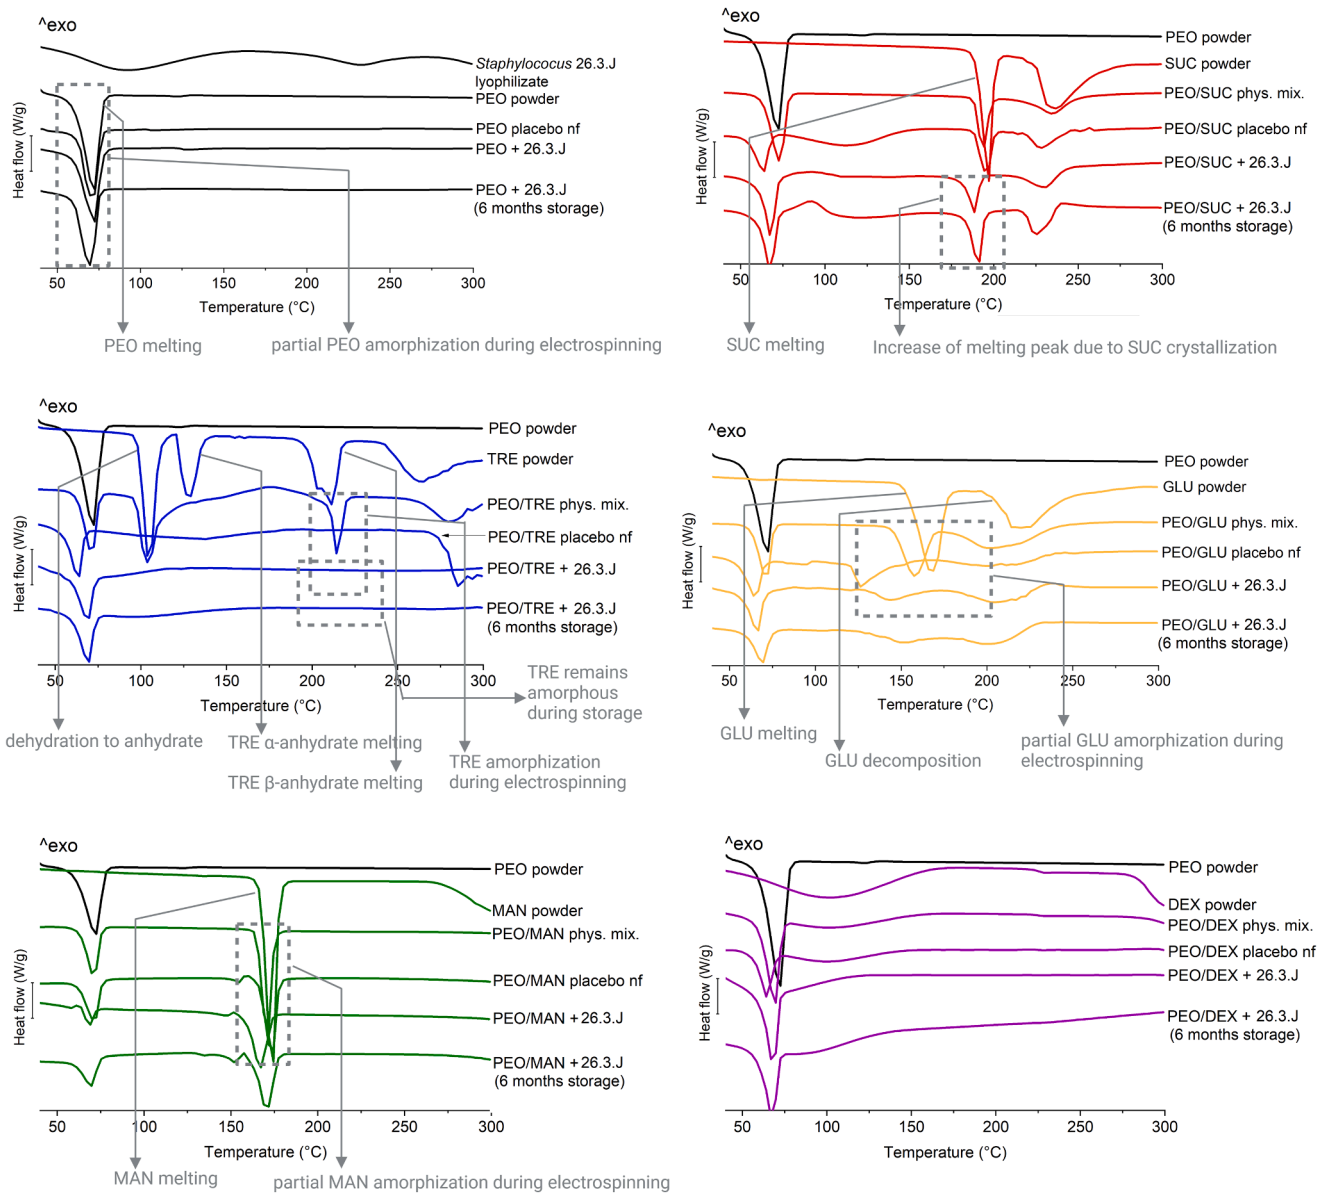 ^exo
Staphylococus 26.3.J
lyophilizate
PEO powder
PEO placebo nf
PEO + 26.3.J
PEO + 26.3.J
(6 months storage)
Heat flow (W/g)
50 100 150 200 250 300
Temperature (°C)
PEO melting
partial PEO amorphization during electrospinning
^exo
PEO powder
SUC powder
PEO/SUC phys. mix.
PEO/SUC placebo nf
PEO/SUC + 26.3.J
PEO/SUC + 26.3.J
(6 months storage)
Heat flow (W/g)
50 100 150 200 250 300
Temperature (°C)
SUC melting
Increase of melting peak due to SUC crystallization
^exo
PEO powder
TRE powder
PEO/TRE phys. mix.
PEO/TRE placebo nf
PEO/TRE + 26.3.J
PEO/TRE + 26.3.J
(6 months storage)
Heat flow (W/g)
50 100 150 200 250 300
Temperature (°C)
TRE remains
amorphous
during storage
dehydration to anhydrate
TRE α-anhydrate melting
TRE β-anhydrate melting
TRE amorphization
during electrospinning
^exo
PEO powder
GLU powder
PEO/GLU phys. mix.
PEO/GLU placebo nf
PEO/GLU + 26.3.J
PEO/GLU + 26.3.J
(6 months storage)
Heat flow (W/g)
50 100 150 200 250 300
Temperature (°C)
GLU melting
GLU decomposition
partial GLU amorphization during
electrospinning
^exo
PEO powder
MAN powder
PEO/MAN phys. mix.
PEO/MAN placebo nf
PEO/MAN + 26.3.J
PEO/MAN + 26.3.J
(6 months storage)
Heat flow (W/g)
50 100 150 200 250 300
Temperature (°C)
MAN melting
partial MAN amorphization during electrospinning
^exo
PEO powder
DEX powder
PEO/DEX phys. mix.
PEO/DEX placebo nf
PEO/DEX + 26.3.J
PEO/DEX + 26.3.J
(6 months storage)
Heat flow (W/g)
50 100 150 200 250 300
Temperature (°C)